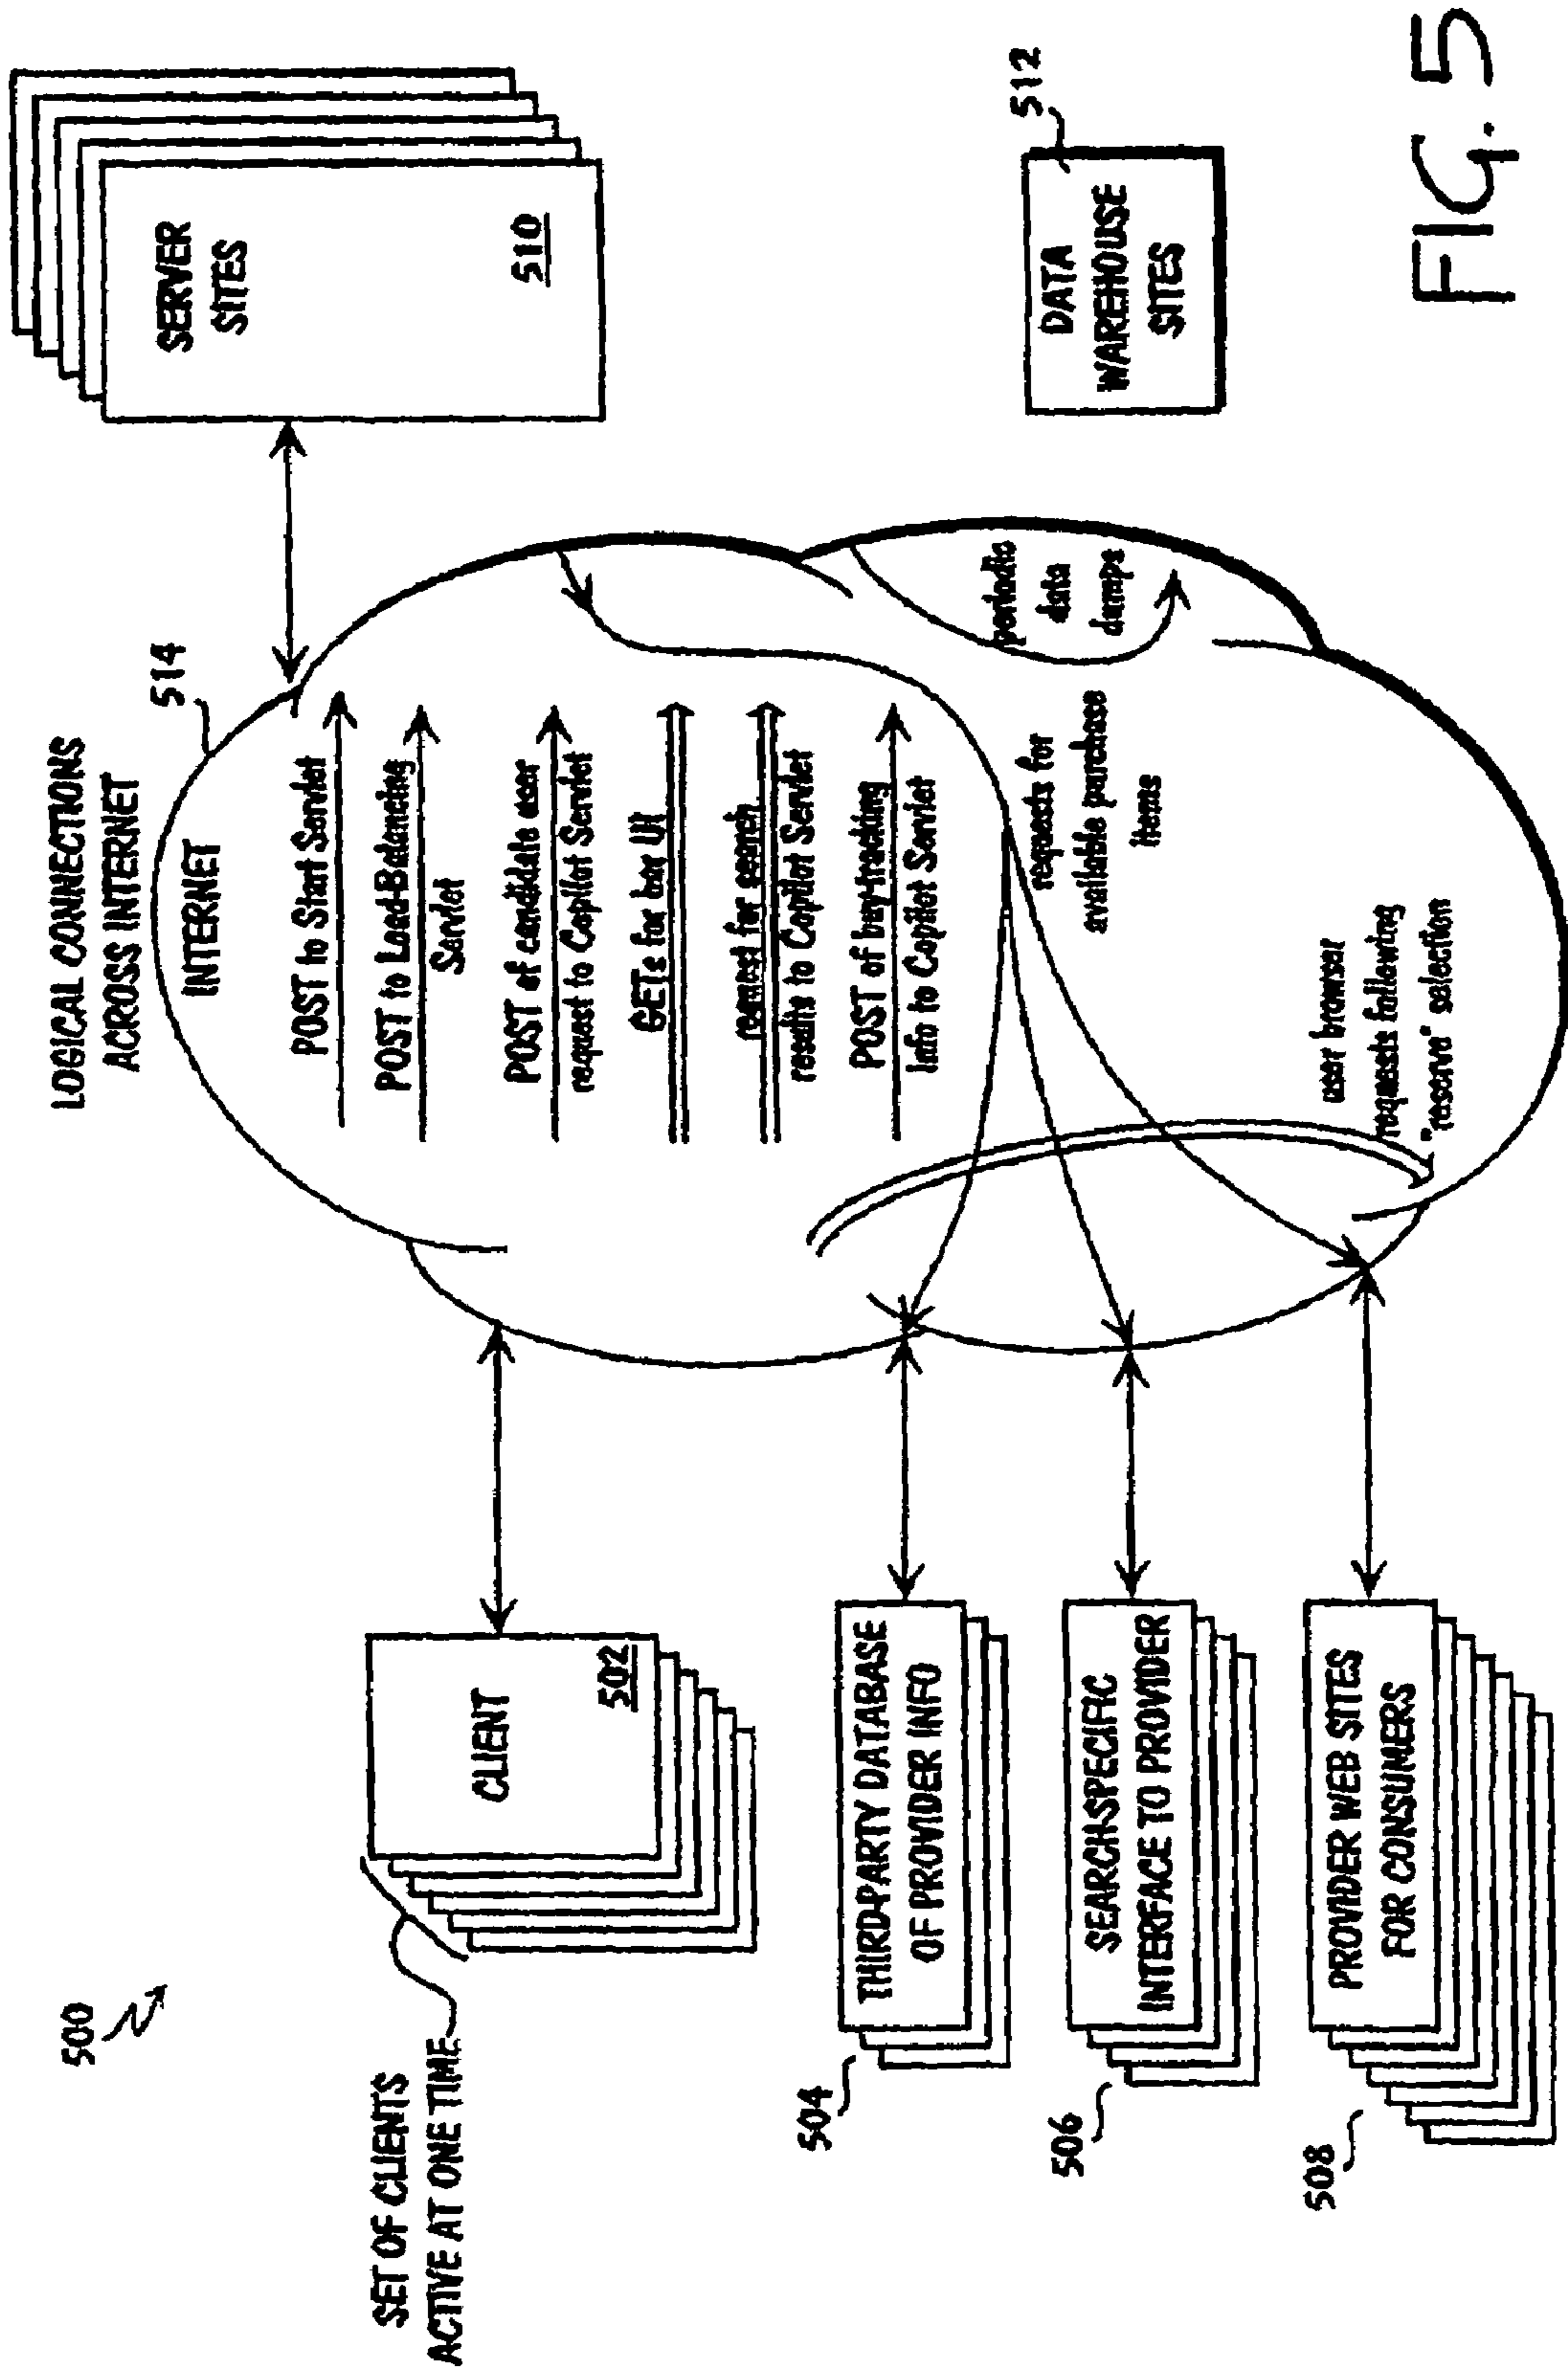 500
LOGICAL CONNECTIONS
ACROSS INTERNET
514
INTERNET
SET OF CLIENTS
ACTIVE AT ONE TIME
CLIENT
502
POST to Start Servlet
POST to Load-Balancing
Servlet
POST of candidate user
request to Copilot Servlet
GETs for bar UI
request for search
results to Copilot Servlet
POST of buy-tracking
info to Copilot Servlet
SERVER
SITES
510
504
THIRD-PARTY DATABASE
OF PROVIDER INFO
506
SEARCH-SPECIFIC
INTERFACE TO PROVIDER
508
PROVIDER WEB SITES
FOR CONSUMERS
requests for
available purchase
items
periodic
data
dumps
user browser
requests following
"reserve" selection
512
DATA
WAREHOUSE
SITES
FIG. 5